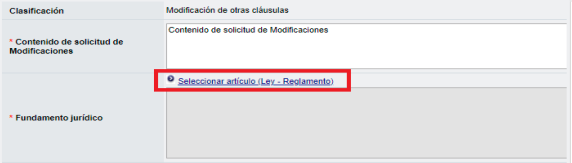 Clasificación
Modificación de otras cláusulas
* Contenido de solicitud de Modificaciones
Contenido de solicitud de Modificaciones
Seleccionar artículo (Ley - Reglamento)
* Fundamento jurídico